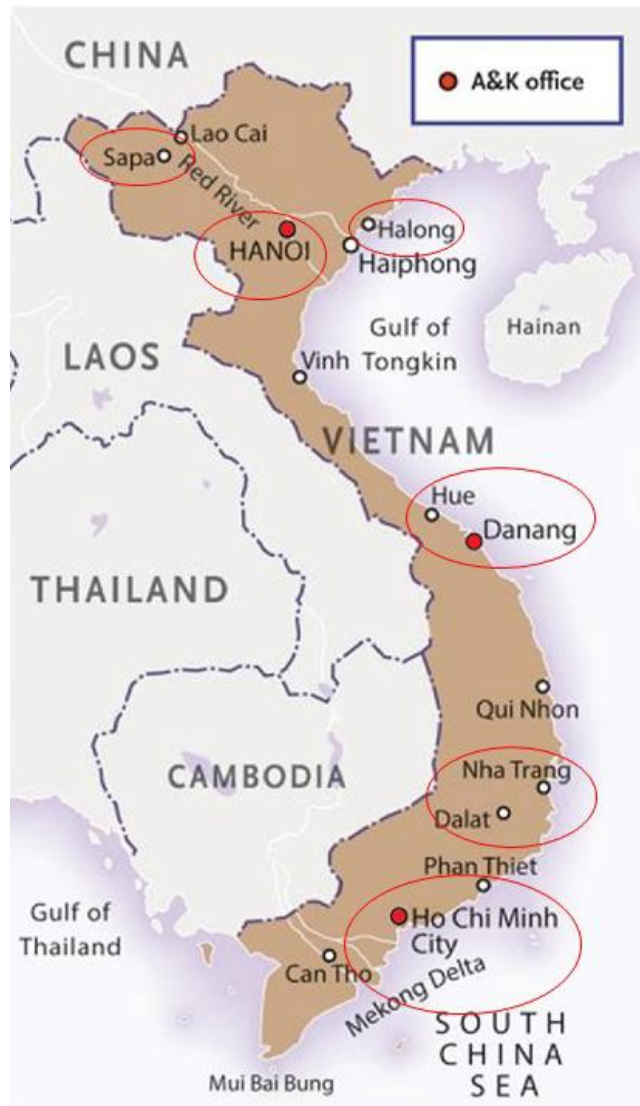 CHINA
A&K office
Lao Cai
Sapa
Red River
HANOI
Halong
Haiphong
Gulf of
Tongkin
Hainan
LAOS
Vinh
VIETNAM
Hue
Danang
THAILAND
Qui Nhon
CAMBODIA
Nha Trang
Dalat
Phan Thiet
Gulf of
Thailand
Ho Chi Minh
City
Can Tho
Mekong Delta
SOUTH
CHINA
SEA
Mui Bai Bung